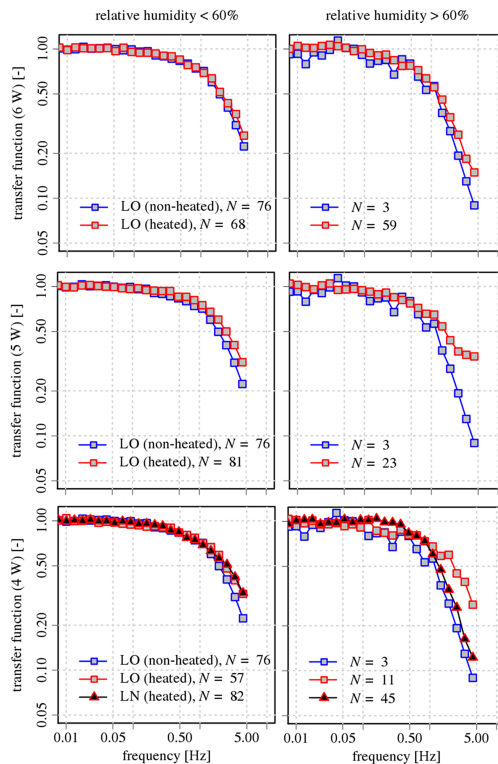 relative humidity < 60%
relative humidity > 60%
transfer function (6 W) [-]
1.00
0.50
0.20
0.10
0.05
LO (non-heated), N = 76
LO (heated), N = 68
N = 3
N = 59
transfer function (5 W) [-]
1.00
0.50
0.20
0.10
0.05
LO (non-heated), N = 76
LO (heated), N = 81
N = 3
N = 23
transfer function (4 W) [-]
1.00
0.50
0.20
0.10
0.05
LO (non-heated), N = 76
LO (heated), N = 57
LN (heated), N = 82
N = 3
N = 11
N = 45
0.01 0.05 0.50 5.00
0.01 0.05 0.50 5.00
frequency [Hz]
frequency [Hz]